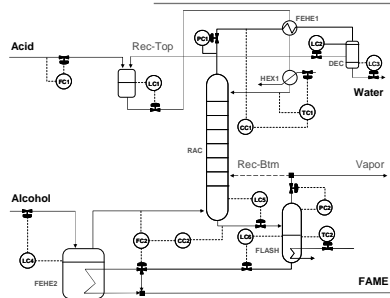 FEHE1
PC1
LC2
DEC
Acid
Rec-Top
LC3
HEX1
FC1
LC1
Water
TC1
CC1
RAC
Rec-Btm
Vapor
Alcohol
LC5
PC2
FC2
CC2
LC6
TC2
LC4
FLASH
FEHE2
FAME